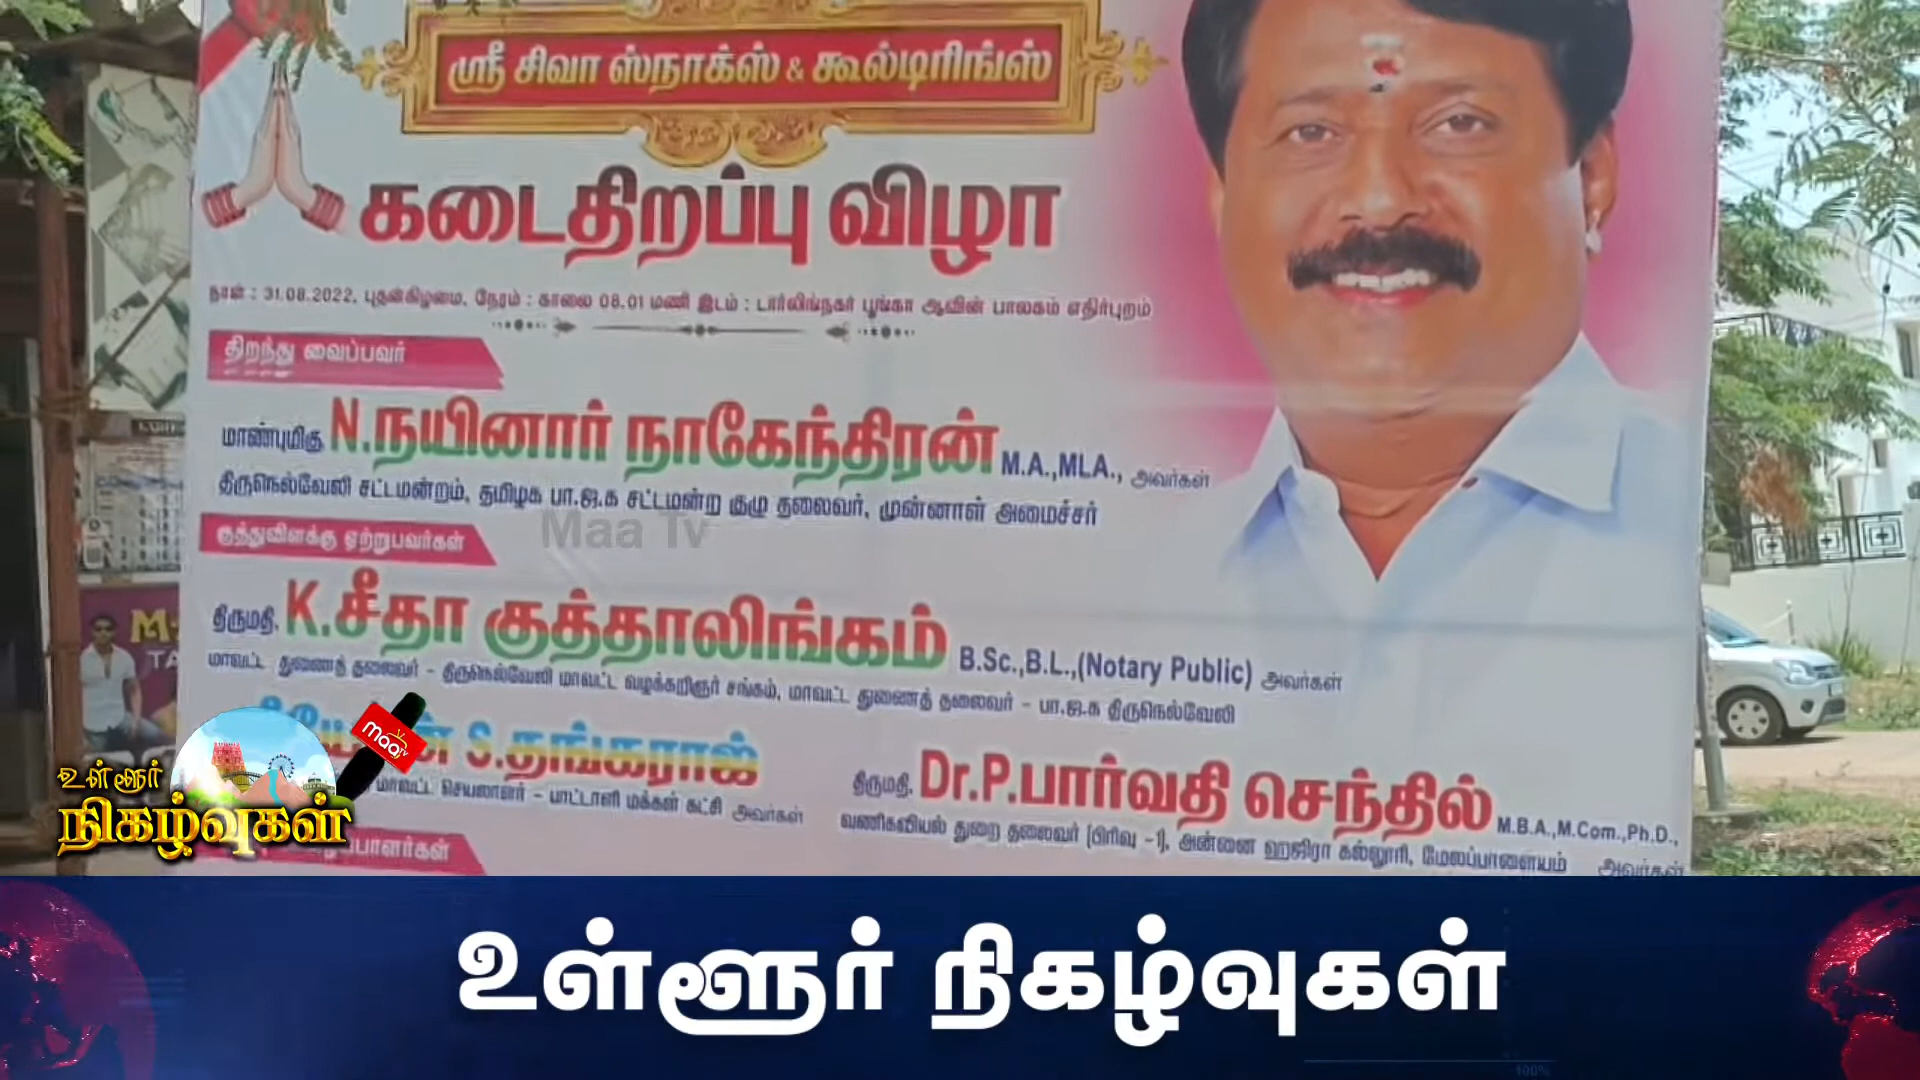 ஸ்ரீ சிவா ஸ்நாக்ஸ் & கூல்டிரிங்ஸ்
கடைதிறப்பு விழா
நாள் : 31.08.2022, புதன்கிழமை, நேரம் : காலை 08.01 மணி இடம் : டார்லிங்நகர் பூங்கா ஆவின் பாலகம் எதிர்புறம்
திறந்து வைப்பவர்
மாண்புமிகு N.நயினார் நாகேந்திரன் M.A.,MLA., அவர்கள்
திருநெல்வேலி சட்டமன்றம், தமிழக பா.ஜ.க சட்டமன்ற குழு தலைவர், முன்னாள் அமைச்சர்
Maa Tv
குத்துவிளக்கு ஏற்றுபவர்கள்
திருமதி. K.சீதா குத்தாலிங்கம் B.Sc.,B.L.,(Notary Public) அவர்கள்
மாவட்ட துணைத் தலைவர் - திருநெல்வேலி மாவட்ட வழக்கறிஞர் சங்கம், மாவட்ட துணைத் தலைவர் - பா.ஜ.க திருநெல்வேலி
S.தங்கராஜ்
மாவட்ட செயலாளர் - பாட்டாளி மக்கள் கட்சி அவர்கள்
திருமதி. Dr.P.பார்வதி செந்தில் M.B.A.,M.Com.,Ph.D.,
வணிகவியல் துறை தலைவர் (பிரிவு -1), அன்னை ஹாஜிரா கல்லூரி, மேலப்பாளையம் அவர்கள்
maa TV
உள்ளூர்
நிகழ்வுகள்
உள்ளூர் நிகழ்வுகள்
100%